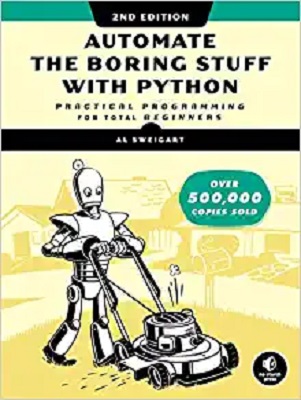 2ND EDITION
AUTOMATE
THE BORING STUFF
WITH PYTHON
PRACTICAL PROGRAMMING
FOR TOTAL BEGINNERS
AL SWEIGART
OVER
500,000
COPIES SOLD